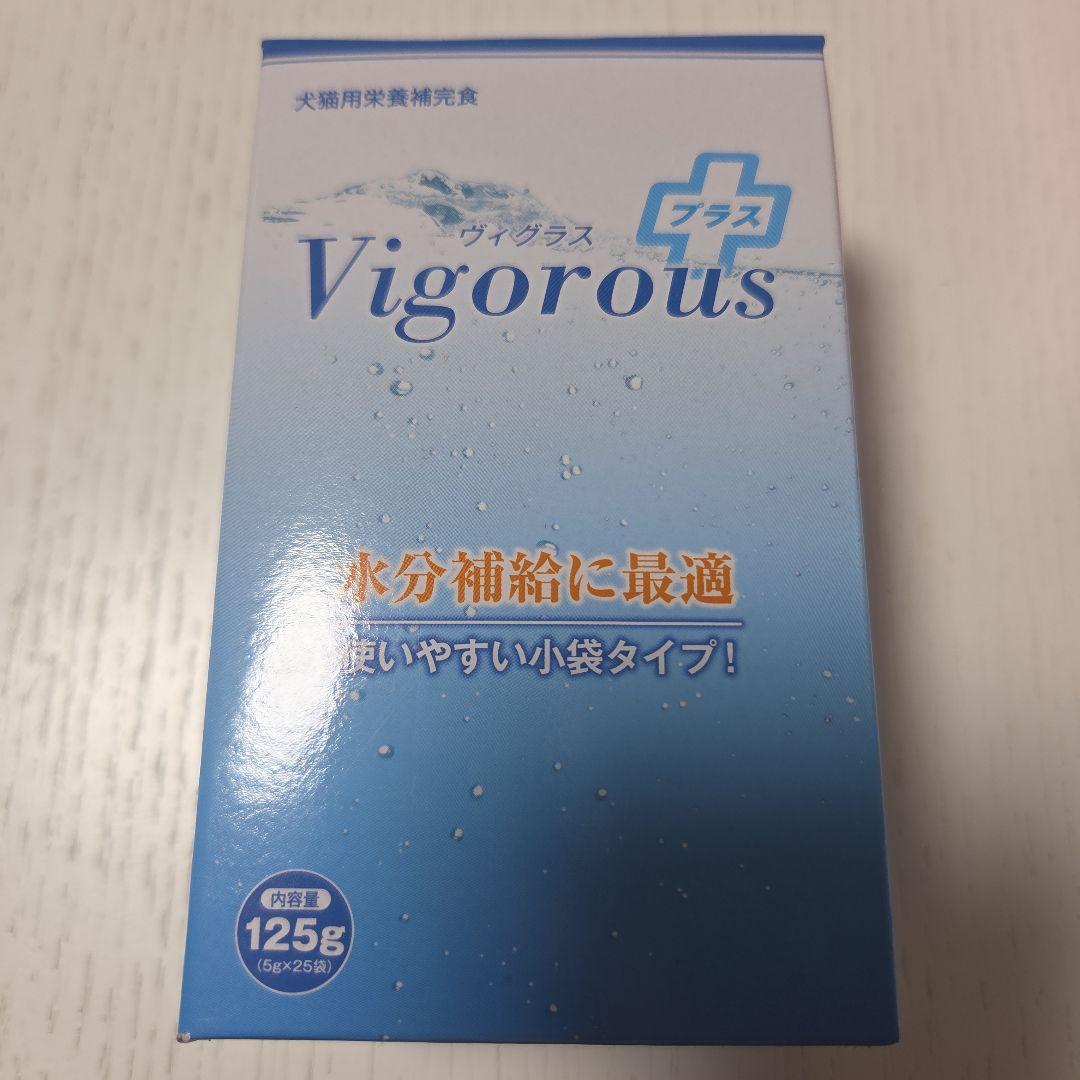 犬猫用栄養補完食
プラス
ヴィグラス
Vigorous
水分補給に最適
使いやすい小袋タイプ！
内容量
125g
(5g×25袋)